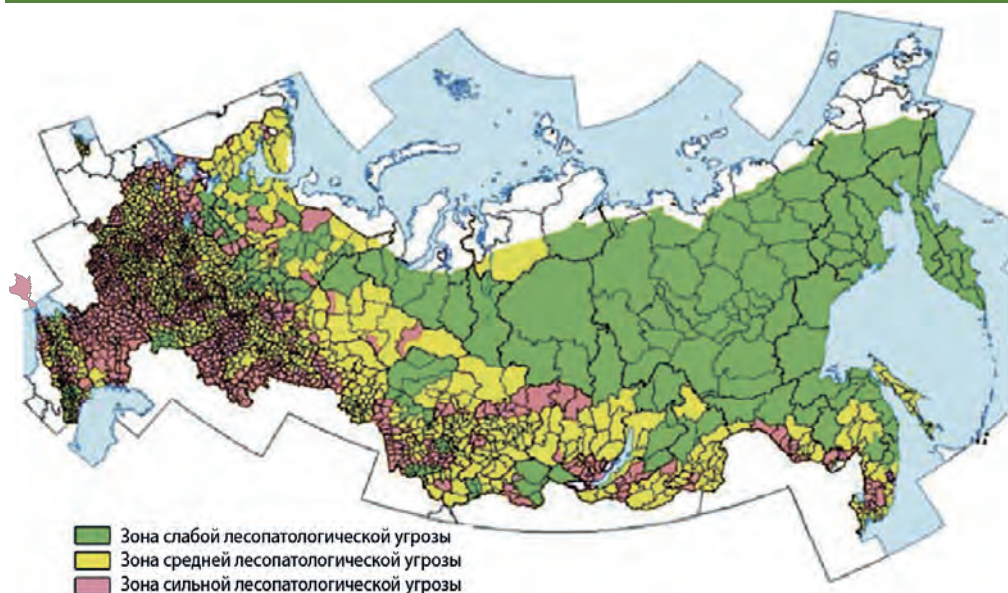 Зона слабой лесопатологической угрозы
Зона средней лесопатологической угрозы
Зона сильной лесопатологической угрозы